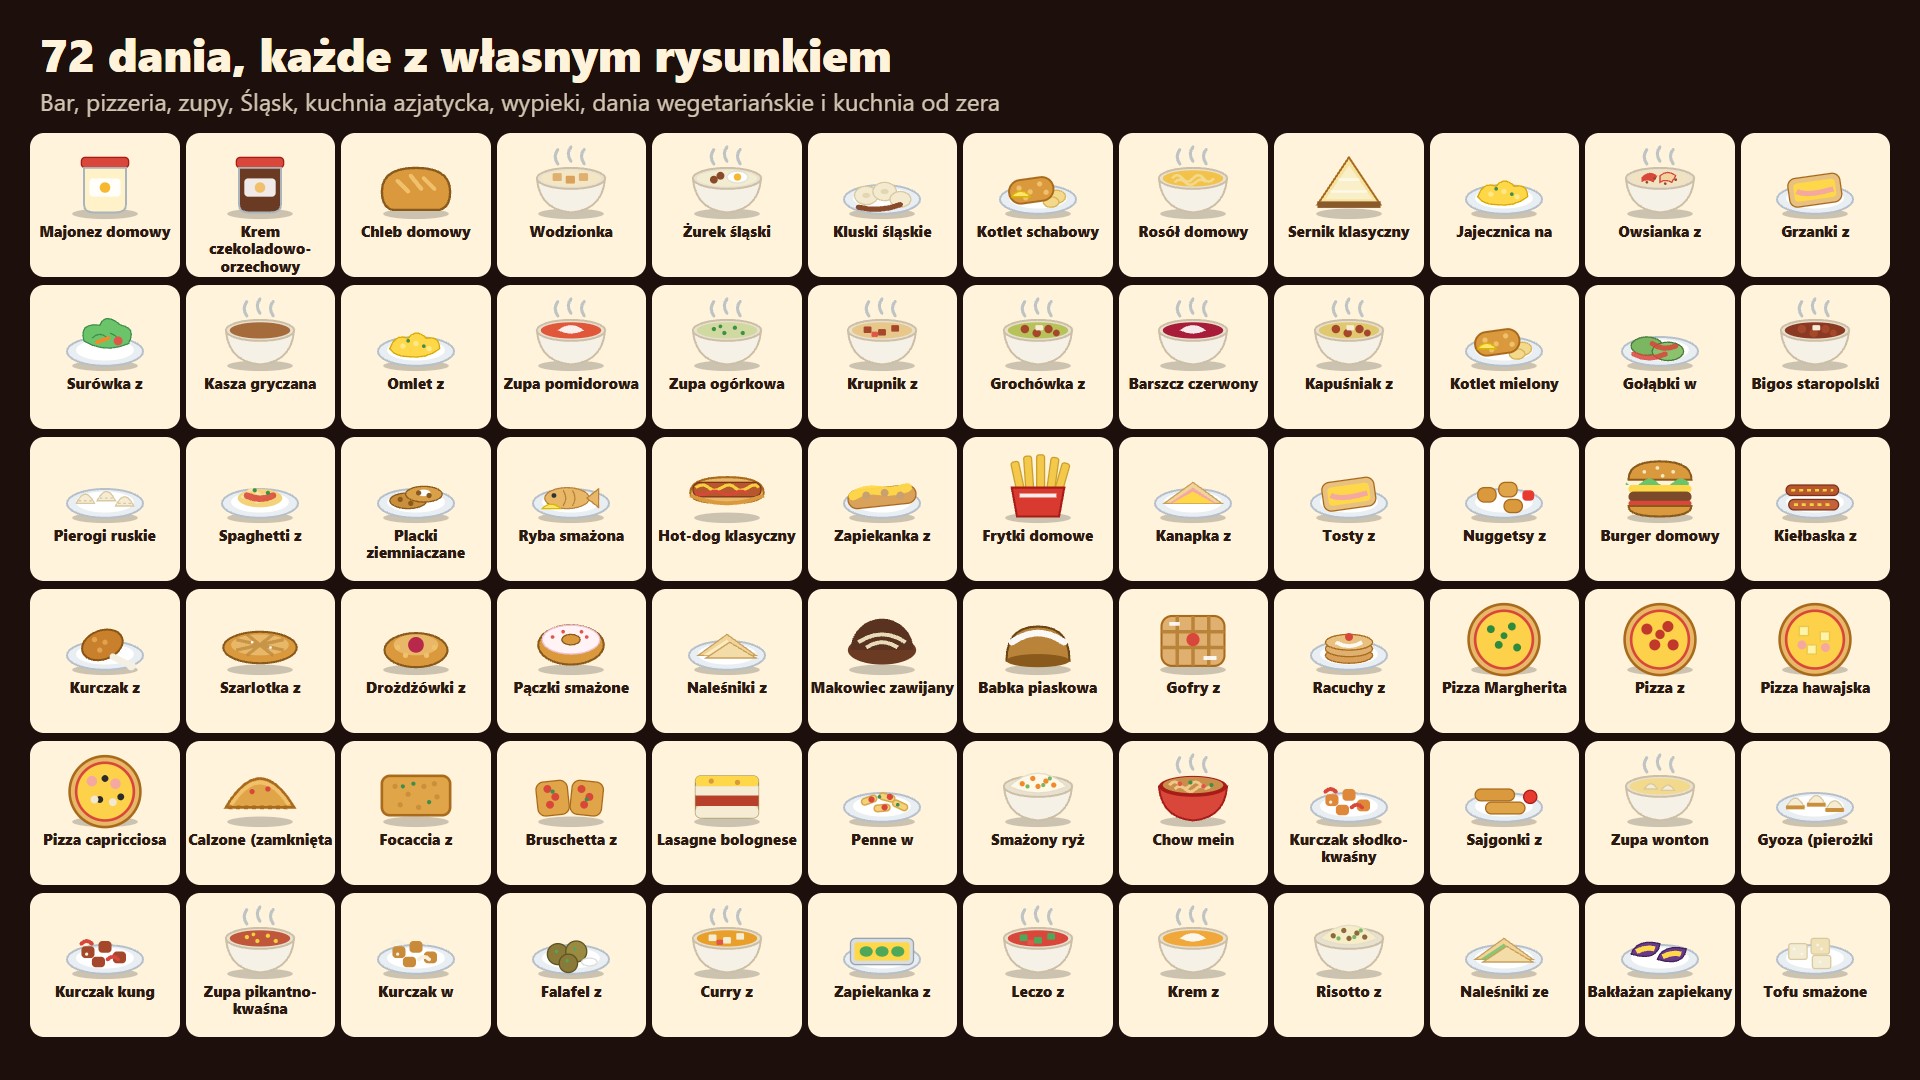 72 dania, każde z własnym rysunkiem
Bar, pizzeria, zupy, Śląsk, kuchnia azjatycka, wypieki, dania wegetariańskie i kuchnia od zera
Majonez domowy
Krem
czekoladowo-
orzechowy
Chleb domowy
Wodzionka
Żurek śląski
Kluski śląskie
Kotlet schabowy
Rosół domowy
Sernik klasyczny
Jajecznica na
Owsianka z
Grzanki z
Surówka z
Kasza gryczana
Omlet z
Zupa pomidorowa
Zupa ogórkowa
Krupnik z
Grochówka z
Barszcz czerwony
Kapuśniak z
Kotlet mielony
Gołąbki w
Bigos staropolski
Pierogi ruskie
Spaghetti z
Placki
ziemniaczane
Ryba smażona
Hot-dog klasyczny
Zapiekanka z
Frytki domowe
Kanapka z
Tosty z
Nuggetsy z
Burger domowy
Kiełbaska z
Kurczak z
Szarlotka z
Drożdżówki z
Pączki smażone
Naleśniki z
Makowiec zawijany
Babka piaskowa
Gofry z
Racuchy z
Pizza Margherita
Pizza z
Pizza hawajska
Pizza capricciosa
Calzone (zamknięta
Focaccia z
Bruschetta z
Lasagne bolognese
Penne w
Smażony ryż
Chow mein
Kurczak słodko-
kwaśny
Sajgonki z
Zupa wonton
Gyoza (pierożki
Kurczak kung
Zupa pikantno-
kwaśna
Kurczak w
Falafel z
Curry z
Zapiekanka z
Leczo z
Krem z
Risotto z
Naleśniki ze
Bakłażan zapiekany
Tofu smażone